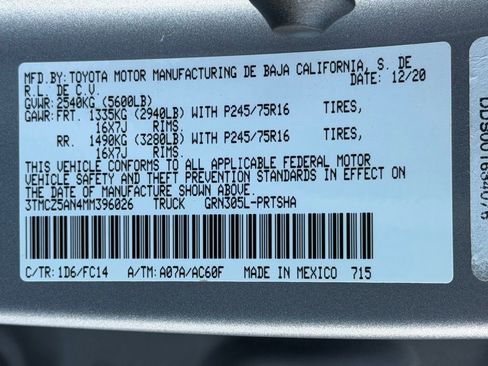 MFD.BY: TOYOTA MOTOR MANUFACTURING DE BAJA CALIFORNIA, S. DE
R.L. DE C.V. DATE: 12/20
GVWR: 2540KG (5600LB)
GAWR: FRT. 1335KG (2940LB) WITH P245/75R16 TIRES,
16X7J RIMS.
RR. 1490KG (3280LB) WITH P245/75R16 TIRES,
16X7J RIMS.
THIS VEHICLE CONFORMS TO ALL APPLICABLE FEDERAL MOTOR
VEHICLE SAFETY AND THEFT PREVENTION STANDARDS IN EFFECT ON
THE DATE OF MANUFACTURE SHOWN ABOVE.
3TMCZ5AN4MM396026 TRUCK GRN305L-PRTSHA
C/TR: 1D6/FC14 A/TM: A07A/AC60F MADE IN MEXICO 715